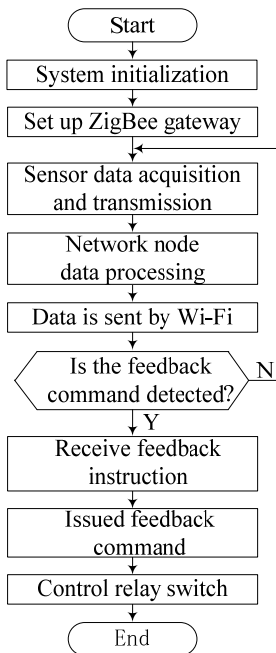 Start
System initialization
Set up ZigBee gateway
Sensor data acquisition
and transmission
Network node
data processing
Data is sent by Wi-Fi
Is the feedback
command detected?
N
Y
Receive feedback
instruction
Issued feedback
command
Control relay switch
End